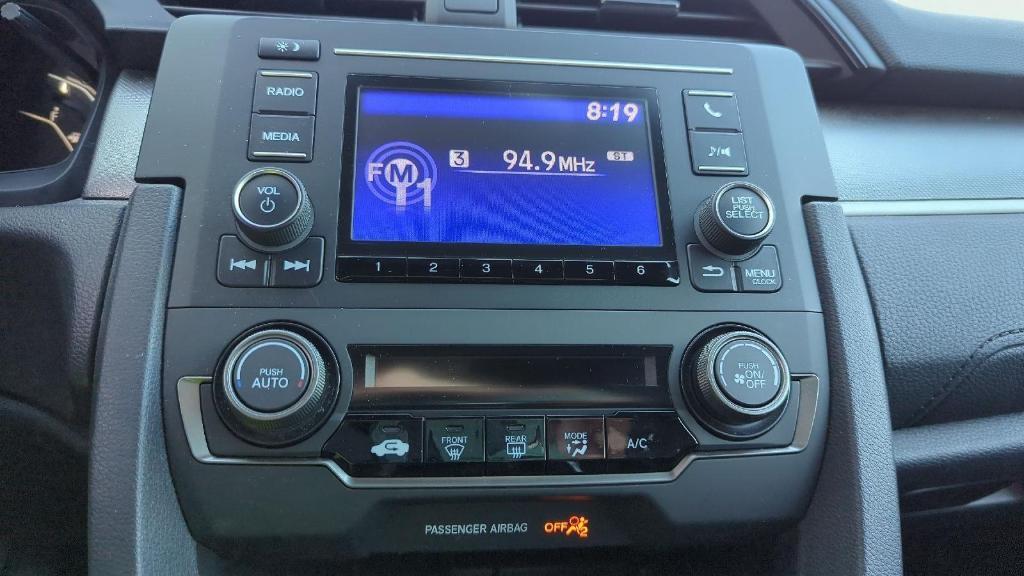 RADIO
MEDIA
VOL
8:19
FM1
3 94.9MHz ST
1 2 3 4 5 6
LIST
PUSH
SELECT
MENU
CLOCK
PUSH
AUTO
FRONT
REAR
MODE
A/C
PUSH
ON/
OFF
PASSENGER AIRBAG OFF 2